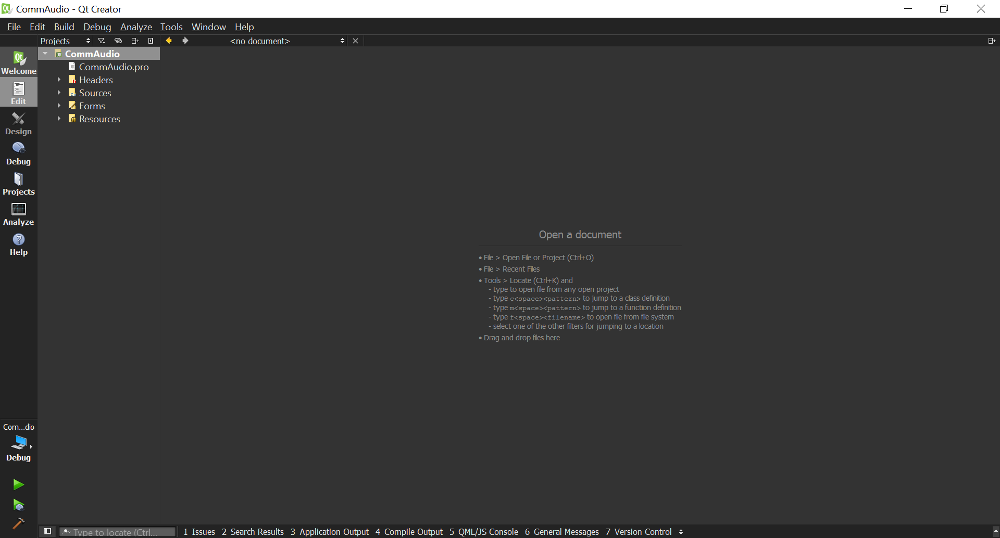 CommAudio - Qt Creator
File Edit Build Debug Analyze Tools Window Help
Projects <no document>
Welcome
Edit
Design
Debug
Projects
Analyze
Help
CommAudio
CommAudio.pro
Headers
Sources
Forms
Resources
Open a document
• File > Open File or Project (Ctrl+O)
• File > Recent Files
• Tools > Locate (Ctrl+K) and
- type to open file from any open project
- type c<space><pattern> to jump to a class definition
- type m<space><pattern> to jump to a function definition
- type f<space><filename> to open file from file system
- select one of the other filters for jumping to a location
• Drag and drop files here
Com...dio
Debug
Type to locate (Ctrl... 1 Issues 2 Search Results 3 Application Output 4 Compile Output 5 QML/JS Console 6 General Messages 7 Version Control